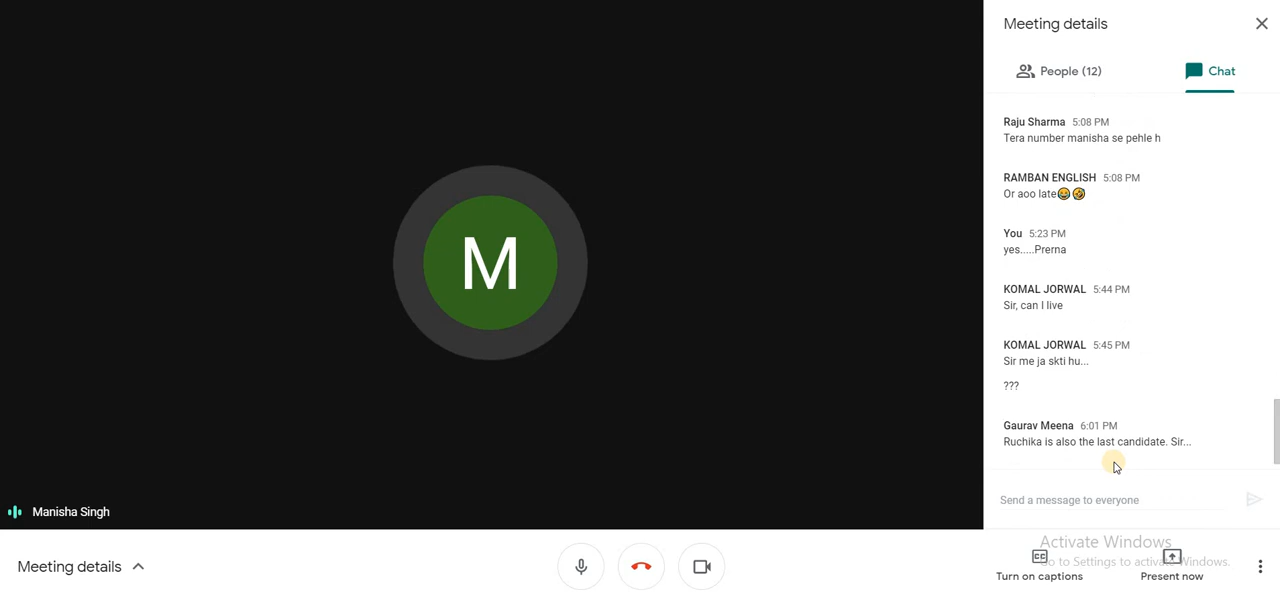 Meeting details
People (12)
Chat
Raju Sharma 5:08 PM
Tera number manisha se pehle h
RAMBAN ENGLISH 5:08 PM
Or aoo late😂🤣
You 5:23 PM
yes.....Prerna
KOMAL JORWAL 5:44 PM
Sir, can I live
KOMAL JORWAL 5:45 PM
Sir me ja skti hu...
???
Gaurav Meena 6:01 PM
Ruchika is also the last candidate. Sir...
Send a message to everyone
M
Manisha Singh
Meeting details
Activate Windows
Go to Settings to activate Windows.
CC
Turn on captions
Present now